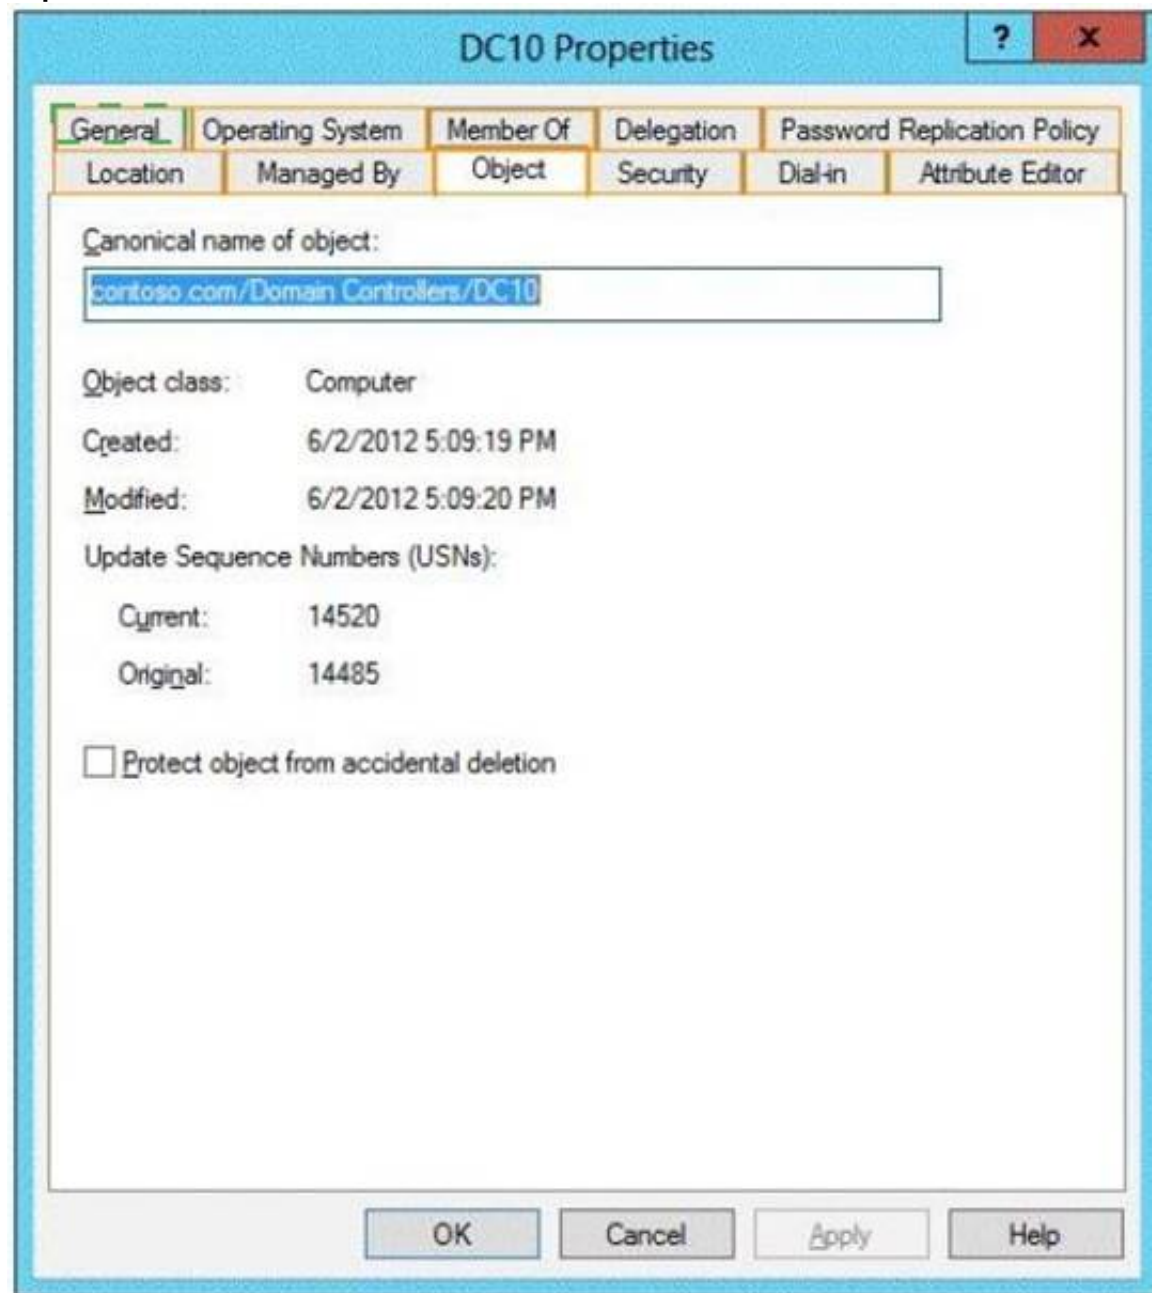 DC10 Properties
? x
General Operating System Member Of Delegation Password Replication Policy
Location Managed By Object Security Dial-in Attribute Editor
Canonical name of object:
contoso.com/Domain Controllers/DC10
Object class: Computer
Created: 6/2/2012 5:09:19 PM
Modified: 6/2/2012 5:09:20 PM
Update Sequence Numbers (USNs):
Current: 14520
Original: 14485
Protect object from accidental deletion
OK Cancel Apply Help